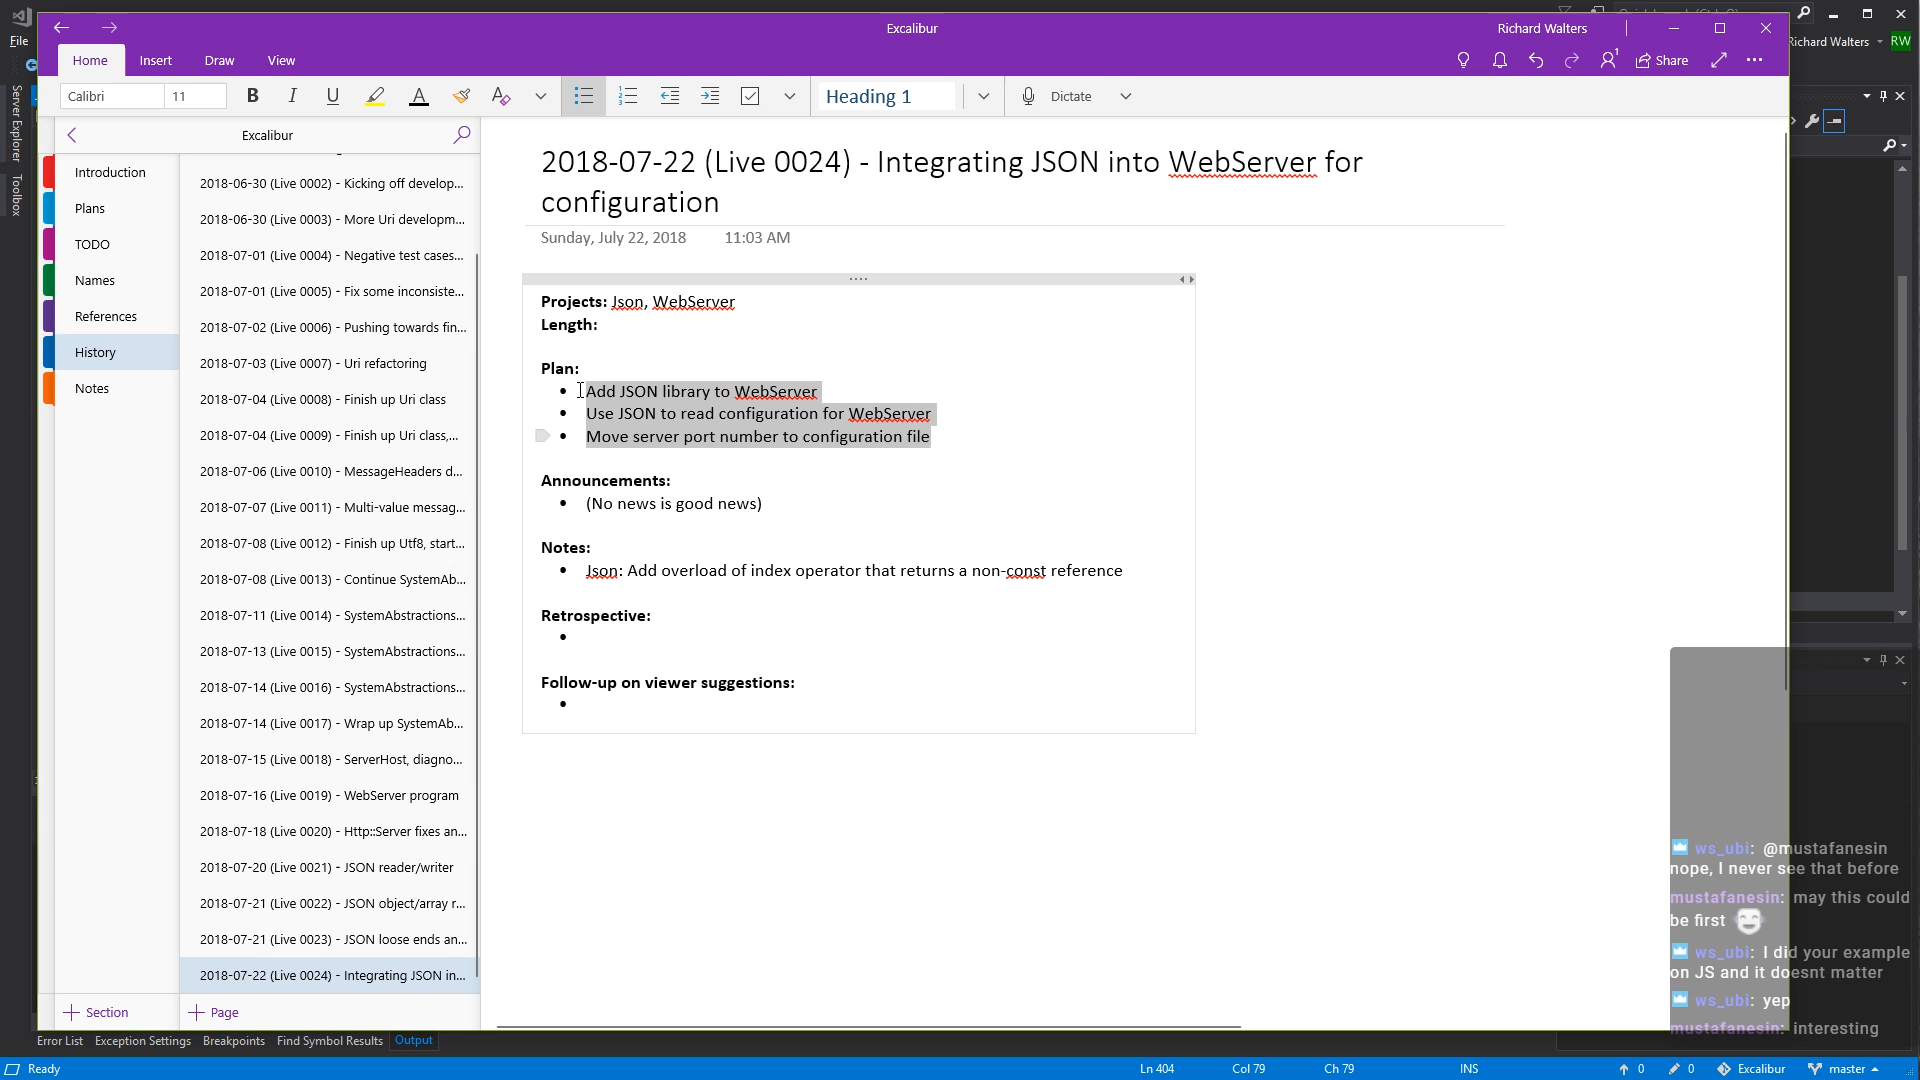 Excalibur
Richard Walters
File
Richard Walters
RW
Home
Insert
Draw
View
Share
Calibri
11
B
I
U
A
Heading 1
Dictate
Server Explorer
Toolbox
Excalibur
Introduction
Plans
TODO
Names
References
History
Notes
2018-06-30 (Live 0002) - Kicking off develop...
2018-06-30 (Live 0003) - More Uri developm...
2018-07-01 (Live 0004) - Negative test cases...
2018-07-01 (Live 0005) - Fix some inconsiste...
2018-07-02 (Live 0006) - Pushing towards fin...
2018-07-03 (Live 0007) - Uri refactoring
2018-07-04 (Live 0008) - Finish up Uri class
2018-07-04 (Live 0009) - Finish up Uri class,...
2018-07-06 (Live 0010) - MessageHeaders d...
2018-07-07 (Live 0011) - Multi-value messag...
2018-07-08 (Live 0012) - Finish up Utf8, start...
2018-07-08 (Live 0013) - Continue SystemAb...
2018-07-11 (Live 0014) - SystemAbstractions...
2018-07-13 (Live 0015) - SystemAbstractions...
2018-07-14 (Live 0016) - SystemAbstractions...
2018-07-14 (Live 0017) - Wrap up SystemAb...
2018-07-15 (Live 0018) - ServerHost, diagno...
2018-07-16 (Live 0019) - WebServer program
2018-07-18 (Live 0020) - Http::Server fixes an...
2018-07-20 (Live 0021) - JSON reader/writer
2018-07-21 (Live 0022) - JSON object/array r...
2018-07-21 (Live 0023) - JSON loose ends an...
2018-07-22 (Live 0024) - Integrating JSON in...
Section
Page
2018-07-22 (Live 0024) - Integrating JSON into WebServer for
configuration
Sunday, July 22, 2018 11:03 AM
Projects: Json, WebServer
Length:
Plan:
• Add JSON library to WebServer
• Use JSON to read configuration for WebServer
• Move server port number to configuration file
Announcements:
• (No news is good news)
Notes:
• Json: Add overload of index operator that returns a non-const reference
Retrospective:
•
Follow-up on viewer suggestions:
•
ws_ubi: @mustafanesin
nope, I never see that before
mustafanesin: may this could
be first
ws_ubi: I did your example
on JS and it doesnt matter
ws_ubi: yep
mustafanesin: interesting
Error List
Exception Settings
Breakpoints
Find Symbol Results
Output
Ready
Ln 404
Col 79
Ch 79
INS
0
0
Excalibur
master